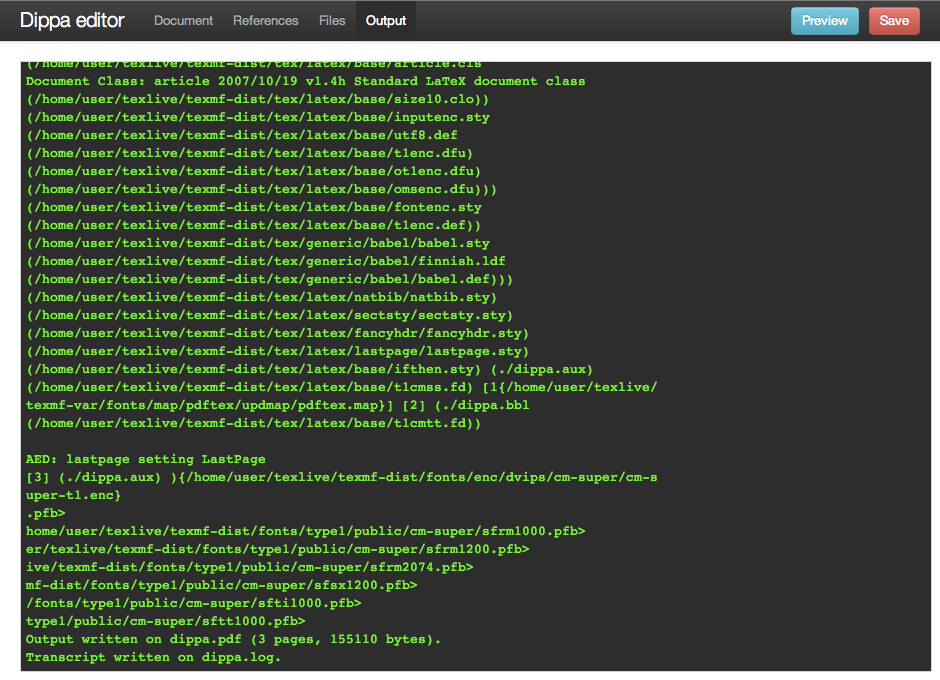 Dippa editor
Document References Files Output
Preview Save
(/home/user/texlive/texmf-dist/tex/latex/base/article.cls
Document Class: article 2007/10/19 v1.4h Standard LaTeX document class
(/home/user/texlive/texmf-dist/tex/latex/base/size10.clo))
(/home/user/texlive/texmf-dist/tex/latex/base/inputenc.sty
(/home/user/texlive/texmf-dist/tex/latex/base/utf8.def
(/home/user/texlive/texmf-dist/tex/latex/base/t1enc.dfu)
(/home/user/texlive/texmf-dist/tex/latex/base/ot1enc.dfu)
(/home/user/texlive/texmf-dist/tex/latex/base/omsenc.dfu)))
(/home/user/texlive/texmf-dist/tex/latex/base/fontenc.sty
(/home/user/texlive/texmf-dist/tex/latex/base/t1enc.def))
(/home/user/texlive/texmf-dist/tex/generic/babel/babel.sty
(/home/user/texlive/texmf-dist/tex/generic/babel/finnish.ldf
(/home/user/texlive/texmf-dist/tex/generic/babel/babel.def)))
(/home/user/texlive/texmf-dist/tex/latex/natbib/natbib.sty)
(/home/user/texlive/texmf-dist/tex/latex/sectsty/sectsty.sty)
(/home/user/texlive/texmf-dist/tex/latex/fancyhdr/fancyhdr.sty)
(/home/user/texlive/texmf-dist/tex/latex/lastpage/lastpage.sty)
(/home/user/texlive/texmf-dist/tex/latex/base/ifthen.sty) (./dippa.aux)
(/home/user/texlive/texmf-dist/tex/latex/base/t1cmss.fd) [1{/home/user/texlive/
texmf-var/fonts/map/pdftex/updmap/pdftex.map}] [2] (./dippa.bbl
(/home/user/texlive/texmf-dist/tex/latex/base/t1cmtt.fd))
AED: lastpage setting LastPage
[3] (./dippa.aux) ){/home/user/texlive/texmf-dist/fonts/enc/dvips/cm-super/cm-s
uper-t1.enc}
.pfb>
home/user/texlive/texmf-dist/fonts/type1/public/cm-super/sfrm1000.pfb>
er/texlive/texmf-dist/fonts/type1/public/cm-super/sfrm1200.pfb>
ive/texmf-dist/fonts/type1/public/cm-super/sfrm2074.pfb>
mf-dist/fonts/type1/public/cm-super/sfsx1200.pfb>
/fonts/type1/public/cm-super/sfti1000.pfb>
type1/public/cm-super/sftt1000.pfb>
Output written on dippa.pdf (3 pages, 155110 bytes).
Transcript written on dippa.log.